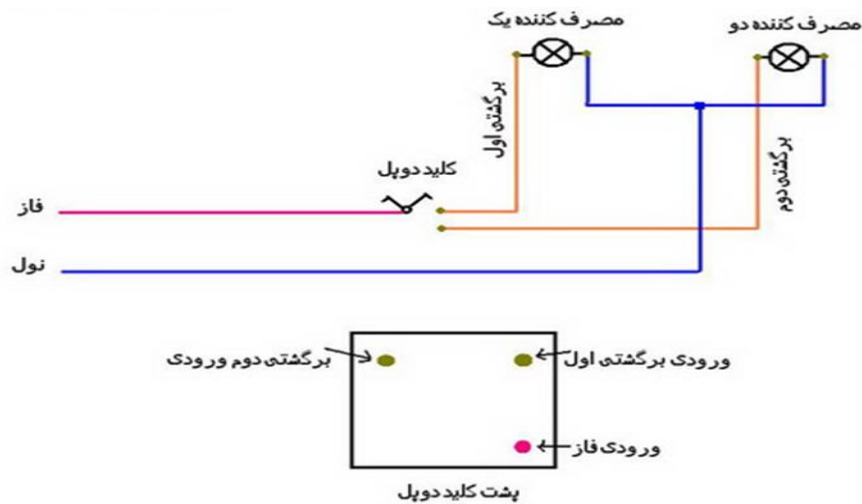 مصرف کننده یک
مصرف کننده دو
برگشتی اول
برگشتی دوم
کلید دوپل
فاز
نول
ورودی برگشتی اول
برگشتی دوم ورودی
ورودی فاز
پشت کلید دوپل